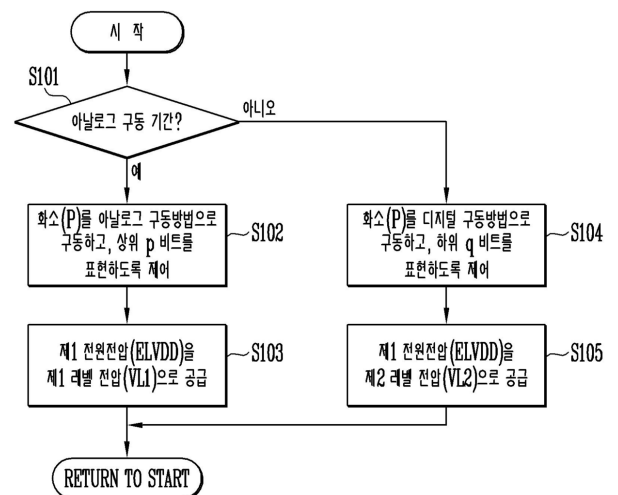 시 작
S101
아날로그 구동 기간?
아니오
예
화소(P)를 아날로그 구동방법으로
구동하고, 상위 p 비트를
표현하도록 제어
S102
화소(P)를 디지털 구동방법으로
구동하고, 하위 q 비트를
표현하도록 제어
S104
제1 전원전압(ELVDD)을
제1 레벨 전압(VL1)으로 공급
S103
제1 전원전압(ELVDD)을
제2 레벨 전압(VL2)으로 공급
S105
RETURN TO START